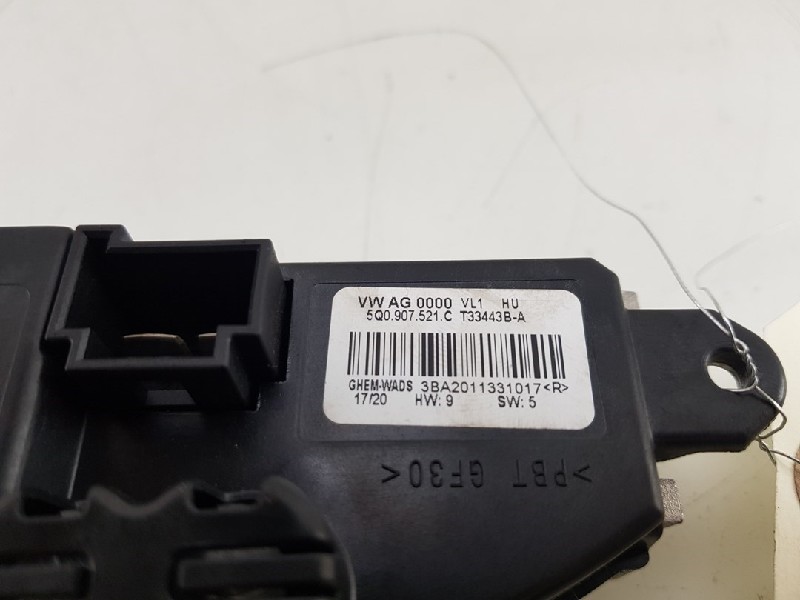 VW AG 0000 VL1 HU
5Q0.907.521.C T33443B-A
GHEM-WADS 3BA2011331017<R>
17/20 HW: 9 SW: 5
>PBT GF30<